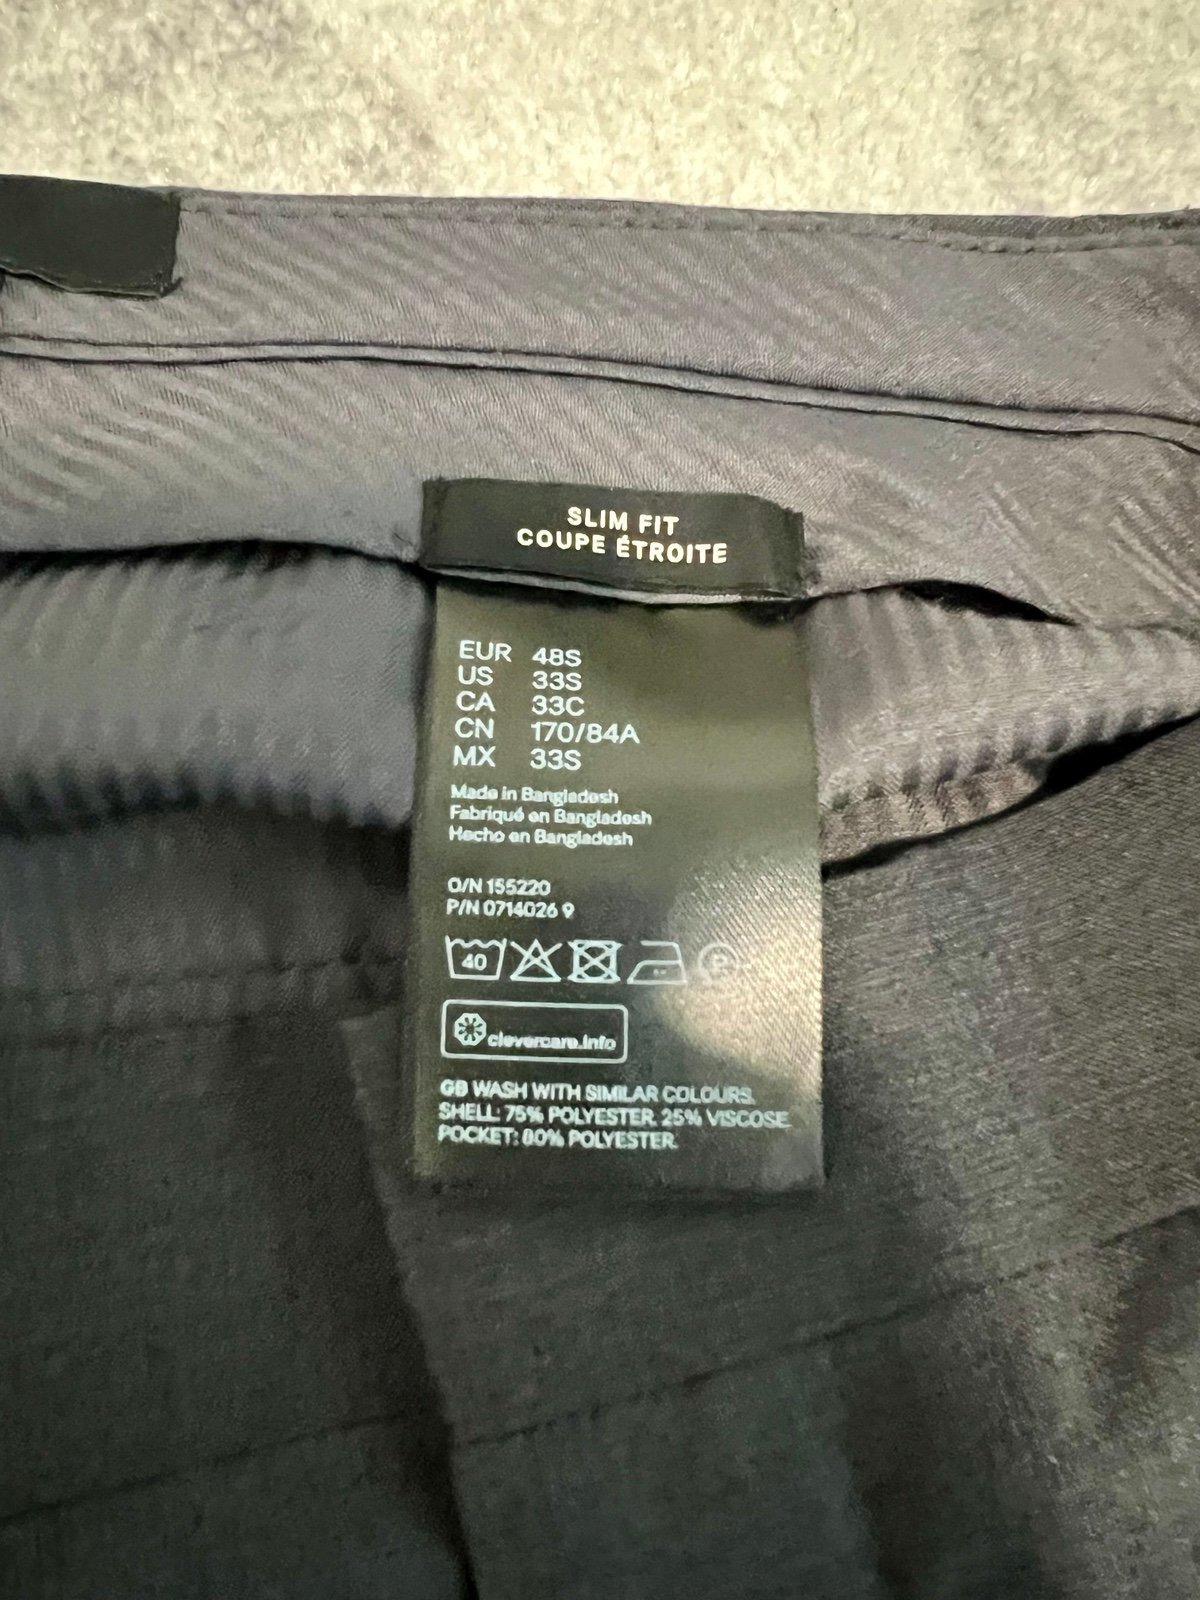 SLIM FIT
COUPE ÉTROITE
EUR 48S
US 33S
CA 33C
CN 170/84A
MX 33S
Made in Bangladesh
Fabriqué en Bangladesh
Hecho en Bangladesh
O/N 155220
P/N 0714026 9
40
P
clevercare.info
GB WASH WITH SIMILAR COLOURS.
SHELL: 75% POLYESTER. 25% VISCOSE
POCKET: 80% POLYESTER.